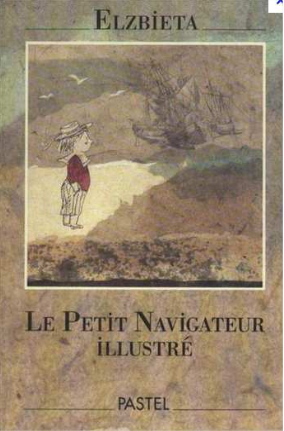 ELZBIETA
LE PETIT NAVIGATEUR
ILLUSTRÉ
PASTEL